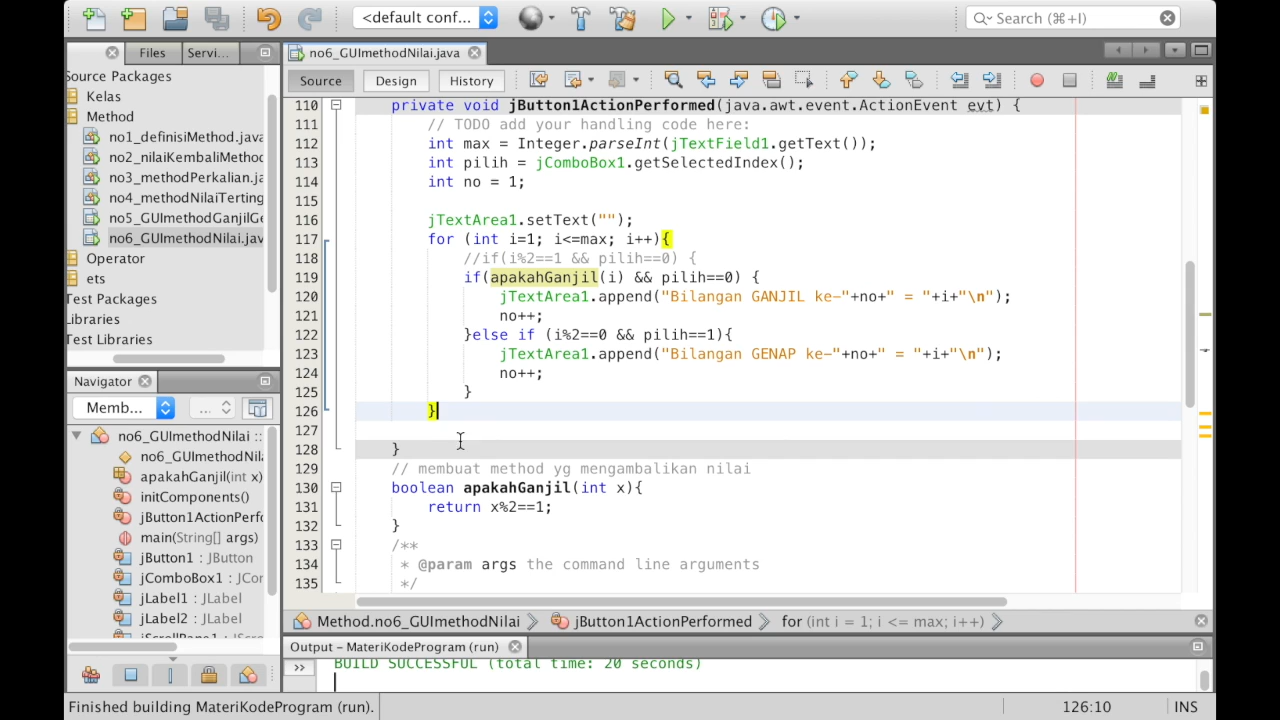 <default conf...
Search (⌘+I)
Files
Servi...
no6_GUImethodNilai.java
Source
Design
History
Source Packages
Kelas
Method
no1_definisiMethod.java
no2_nilaiKembaliMethod
no3_methodPerkalian.ja
no4_methodNilaiTerting
no5_GUImethodGanjilGe
no6_GUImethodNilai.jav
Operator
ets
Test Packages
Libraries
Test Libraries
Navigator
Memb...
...
no6_GUImethodNilai ::
no6_GUImethodNila
apakahGanjil(int x)
initComponents()
jButton1ActionPerfo
main(String[] args)
jButton1 : JButton
jComboBox1 : JCor
jLabel1 : JLabel
jLabel2 : JLabel
jScrollPane1 : JScro
110 private void jButton1ActionPerformed(java.awt.event.ActionEvent evt) {
111 // TODO add your handling code here:
112 int max = Integer.parseInt(jTextField1.getText());
113 int pilih = jComboBox1.getSelectedIndex();
114 int no = 1;
115
116 jTextArea1.setText("");
117 for (int i=1; i<=max; i++){
118 //if(i%2==1 && pilih==0) {
119 if(apakahGanjil(i) && pilih==0) {
120 jTextArea1.append("Bilangan GANJIL ke-"+no+" = "+i+"\n");
121 no++;
122 }else if (i%2==0 && pilih==1){
123 jTextArea1.append("Bilangan GENAP ke-"+no+" = "+i+"\n");
124 no++;
125 }
126 }
127
128 }
129 // membuat method yg mengambalikan nilai
130 boolean apakahGanjil(int x){
131 return x%2==1;
132 }
133 /**
134 * @param args the command line arguments
135 */
Method.no6_GUImethodNilai
jButton1ActionPerformed
for (int i = 1; i <= max; i++)
Output – MateriKodeProgram (run)
>>
BUILD SUCCESSFUL (total time: 20 seconds)
Finished building MateriKodeProgram (run).
126:10
INS